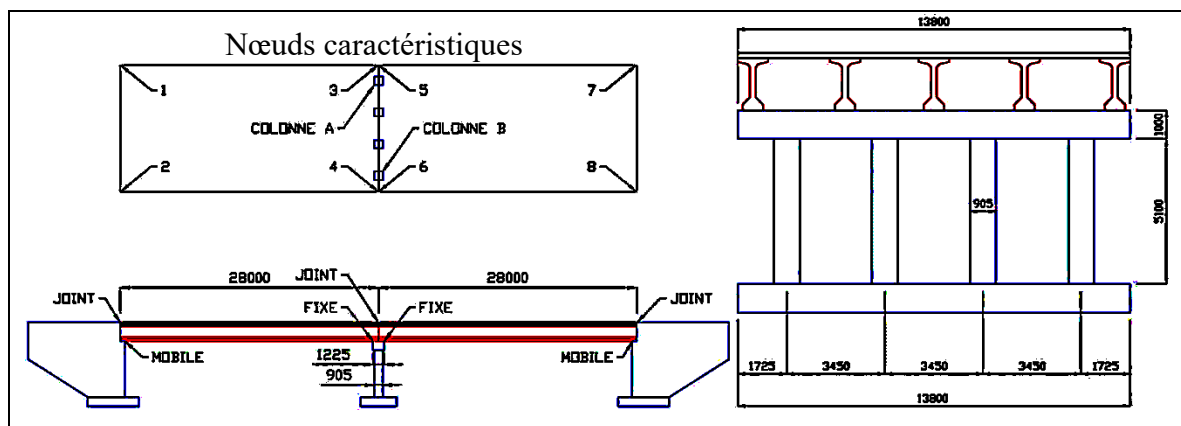 Nœuds caractéristiques
1 3 5 7
COLONNE A COLONNE B
2 4 6 8
28000 JOINT 28000
JOINT JOINT
FIXE FIXE
MOBILE MOBILE
1225
905
13800
1000
905
5100
1725 3450 3450 3450 1725
13800